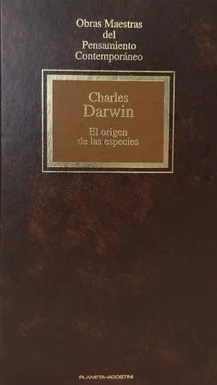 Obras Maestras
del
Pensamiento
Contemporáneo
Charles
Darwin
El origen
de las especies
PLANETA-AGOSTINI